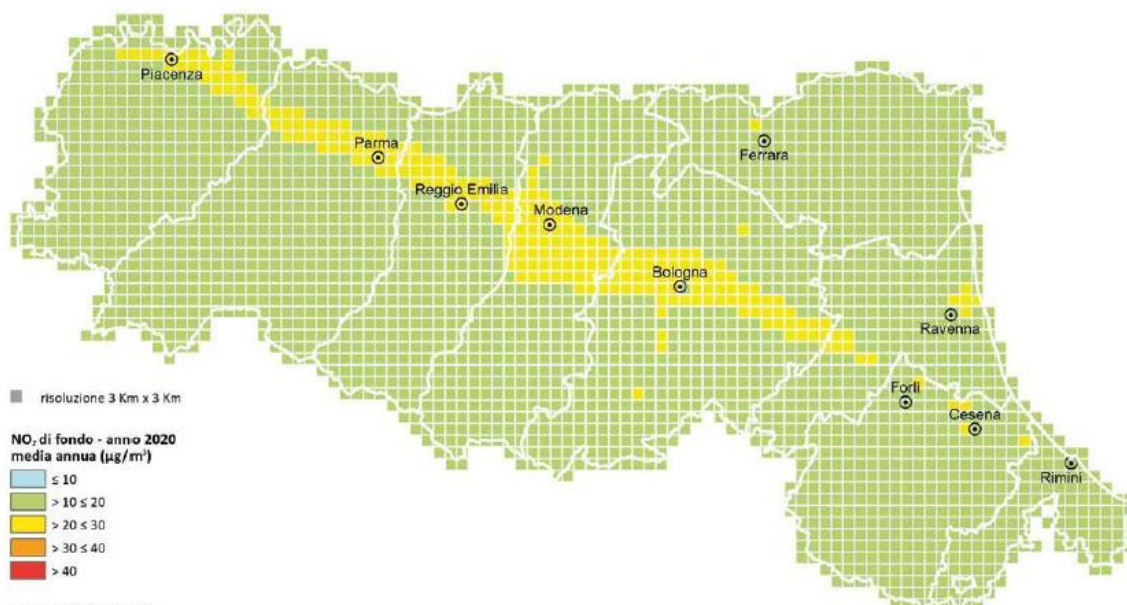 Piacenza
Parma
Ferrara
Reggio Emilia
Modena
Bologna
Ravenna
Forlì
Cesena
Rimini
risoluzione 3 Km x 3 Km
NO₂ di fondo - anno 2020
media annua (µg/m³)
≤ 10
> 10 ≤ 20
> 20 ≤ 30
> 30 ≤ 40
> 40